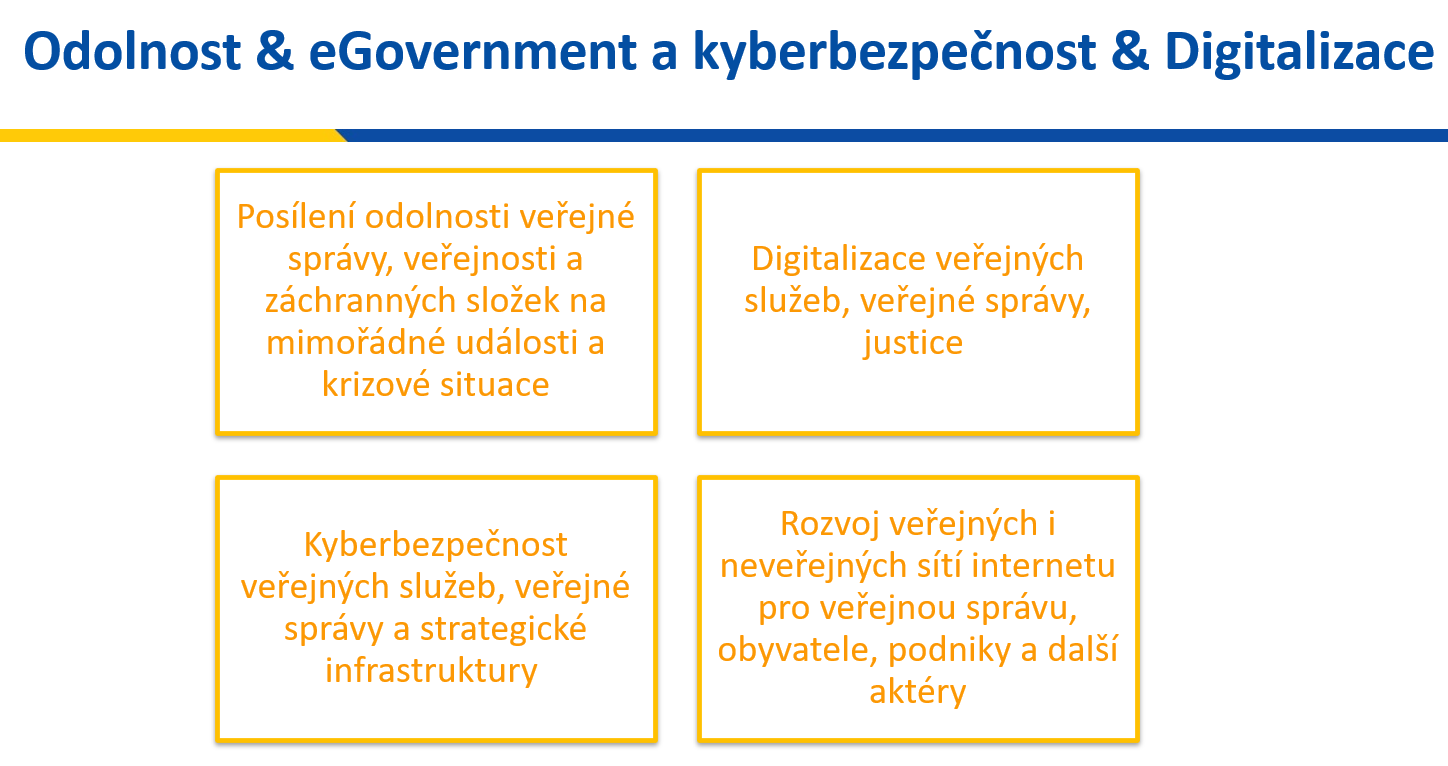 Odolnost & eGovernment a kyberbezpečnost & Digitalizace
Posílení odolnosti veřejné
správy, veřejnosti a
záchranných složek na
mimořádné události a
krizové situace
Digitalizace veřejných
služeb, veřejné správy,
justice
Kyberbezpečnost
veřejných služeb, veřejné
správy a strategické
infrastruktury
Rozvoj veřejných i
neveřejných sítí internetu
pro veřejnou správu,
obyvatele, podniky a další
aktéry